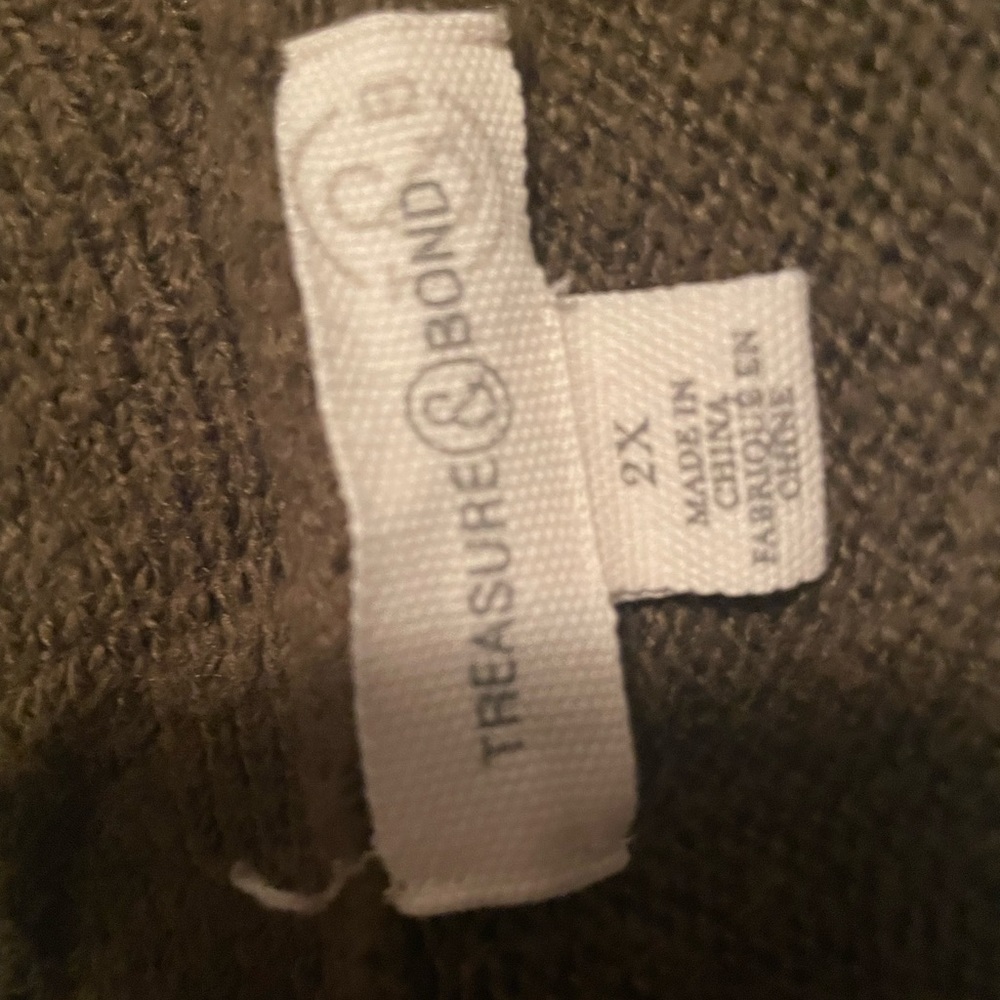 TREASURE&BOND
2X
MADE IN
CHINA
FABRIQUÉ EN
CHINE